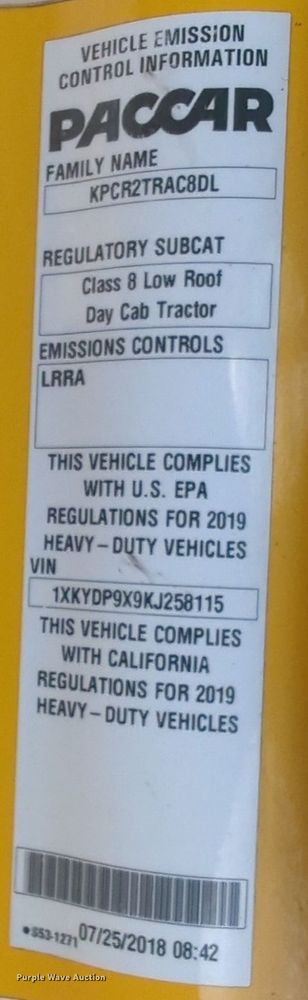 VEHICLE EMISSION
CONTROL INFORMATION
PACCAR
FAMILY NAME
KPCR2TRAC8DL
REGULATORY SUBCAT
Class 8 Low Roof
Day Cab Tractor
EMISSIONS CONTROLS
LRRA
THIS VEHICLE COMPLIES
WITH U.S. EPA
REGULATIONS FOR 2019
HEAVY-DUTY VEHICLES
VIN
1XKYDP9X9KJ258115
THIS VEHICLE COMPLIES
WITH CALIFORNIA
REGULATIONS FOR 2019
HEAVY-DUTY VEHICLES
•S53-1271 07/25/2018 08:42
Purple Wave Auction